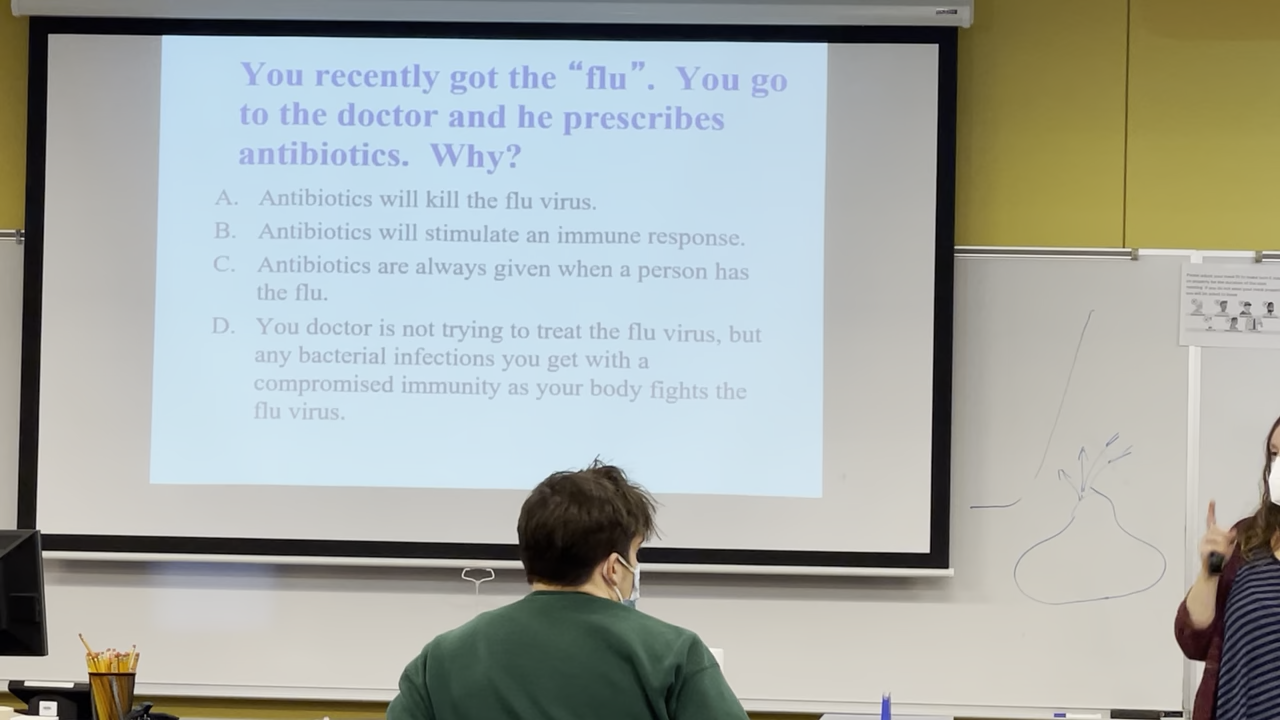 You recently got the “flu”. You go
to the doctor and he prescribes
antibiotics. Why?
A. Antibiotics will kill the flu virus.
B. Antibiotics will stimulate an immune response.
C. Antibiotics are always given when a person has
the flu.
D. You doctor is not trying to treat the flu virus, but
any bacterial infections you get with a
compromised immunity as your body fights the
flu virus.